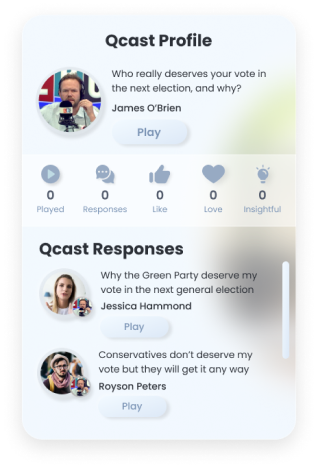 Qcast Profile
Who really deserves your vote in
the next election, and why?
James O'Brien
Play
0 0 0 0 0
Played Responses Like Love Insightful
Qcast Responses
Why the Green Party deserve my
vote in the next general election
Jessica Hammond
Play
Conservatives don't deserve my
vote but they will get it any way
Royson Peters
Play